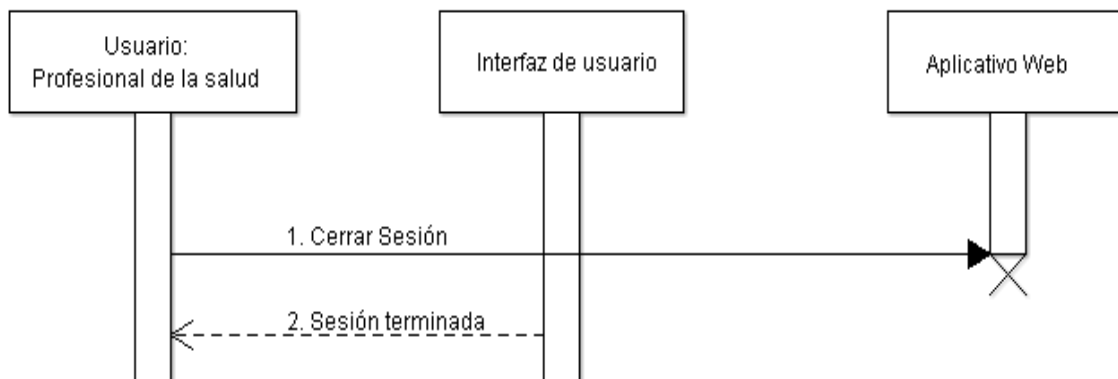 Usuario:
Profesional de la salud
Interfaz de usuario
Aplicativo Web
1. Cerrar Sesión
2. Sesión terminada